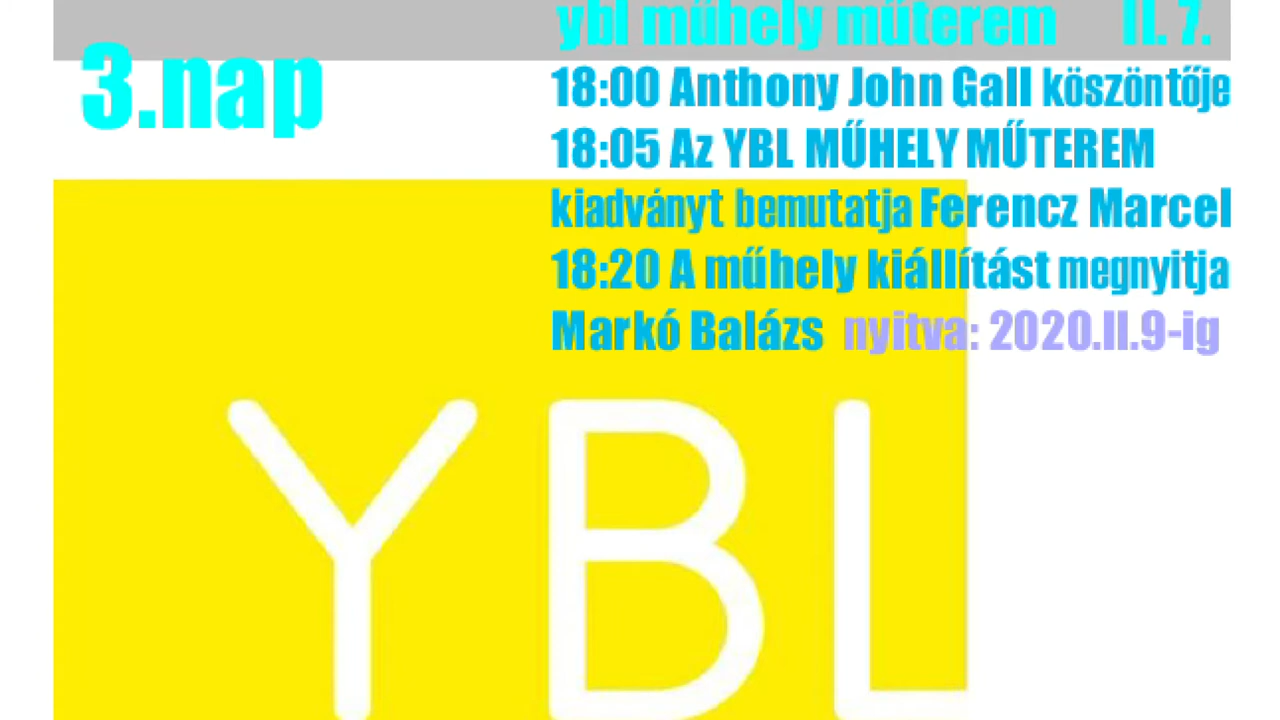 ybl műhely műterem II. 7.
3.nap
18:00 Anthony John Gall köszöntője
18:05 Az YBL MŰHELY MŰTEREM
kiadványt bemutatja Ferencz Marcel
18:20 A műhely kiállítást megnyitja
Markó Balázs nyitva: 2020.II.9-ig
YBL